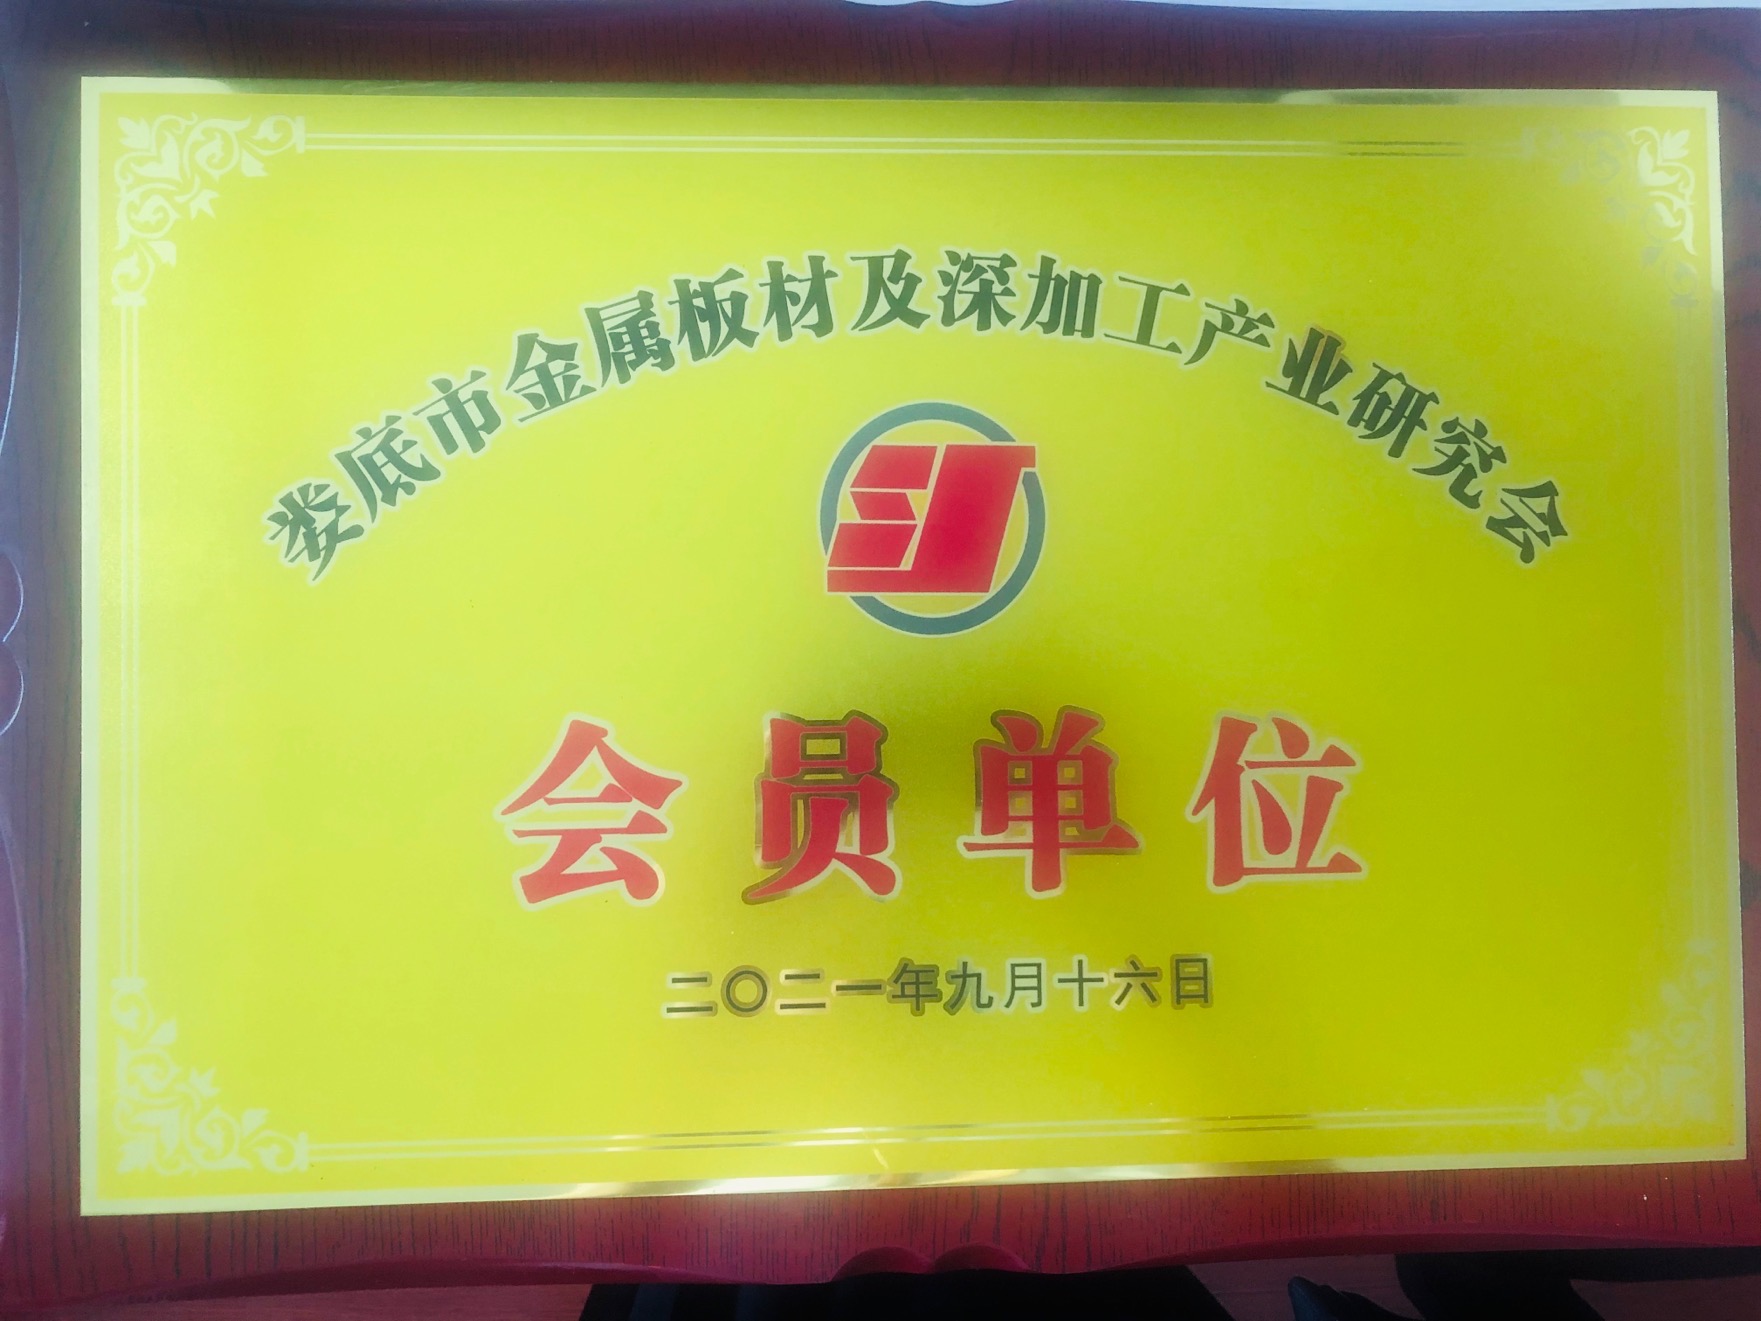 娄底市金属板材及深加工产业研究会
会员单位
二〇二一年九月十六日